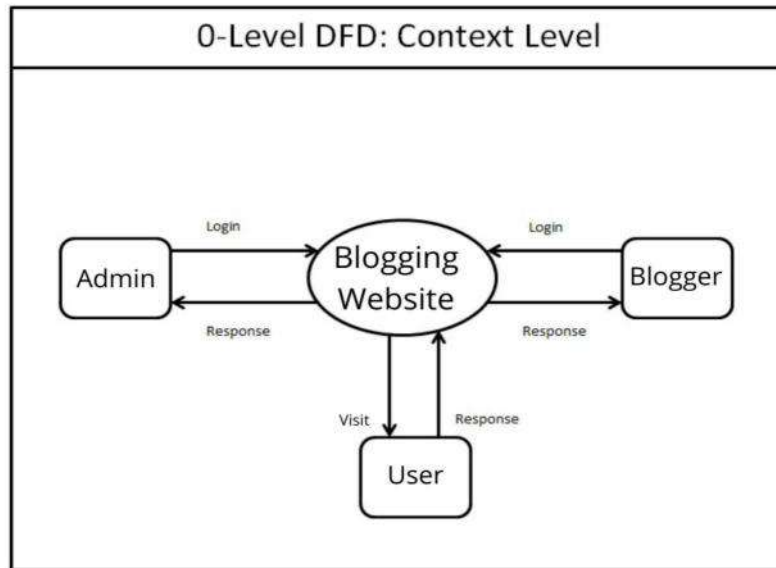 0-Level DFD: Context Level
Login
Login
Admin
Blogging
Website
Blogger
Response
Response
Visit
Response
User